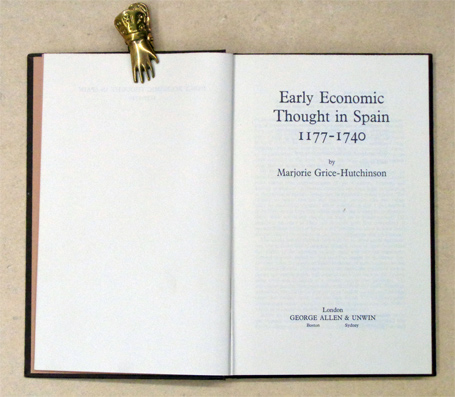 Early Economic
Thought in Spain
1177-1740
by
Marjorie Grice-Hutchinson
London
GEORGE ALLEN & UNWIN
Boston Sydney